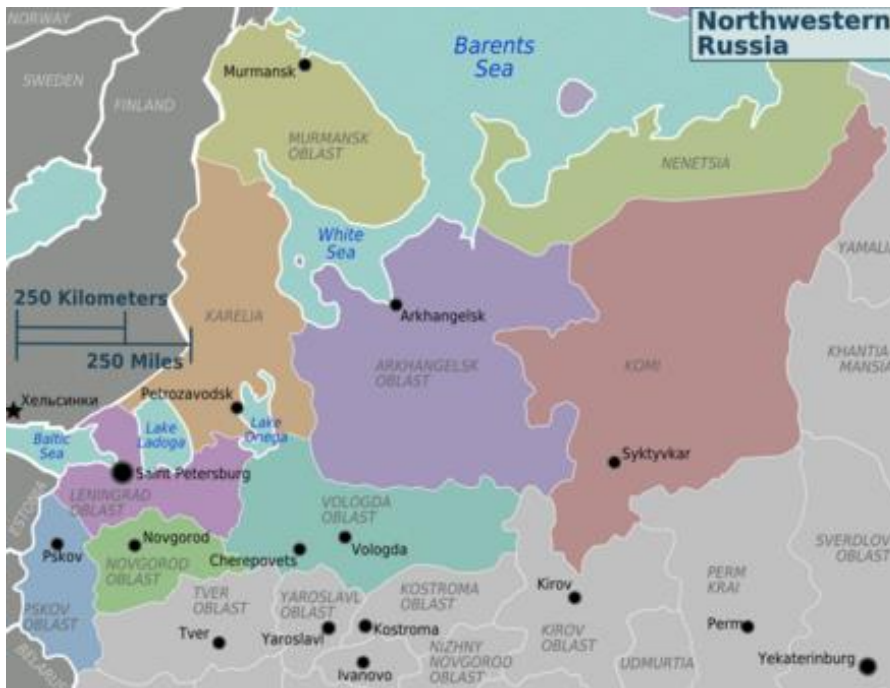 NORWAY
Northwestern
Russia
Barents
Sea
Murmansk
SWEDEN
FINLAND
MURMANSK
OBLAST
NENETSIA
White
Sea
YAMALI
250 Kilometers
Arkhangelsk
KARELIA
250 Miles
ARKHANGELSK
OBLAST
KOMI
KHANTIA
MANSIA
Petrozavodsk
Хельсинки
Lake
Ladoga
Lake
Onega
Baltic
Sea
Syktyvkar
Saint Petersburg
LENINGRAD
OBLAST
ESTONIA
VOLOGDA
OBLAST
Novgorod
Pskov
NOVGOROD
OBLAST
Cherepovets
Vologda
SVERDLOV
OBLAST
PSKOV
OBLAST
TVER
OBLAST
YAROSLAVL
OBLAST
KOSTROMA
OBLAST
Kirov
PERM
KRAI
Tver
Yaroslavl
Kostroma
KIROV
OBLAST
Perm
BELARUS
Ivanovo
NIZHNY
NOVGOROD
OBLAST
UDMURTIA
Yekaterinburg